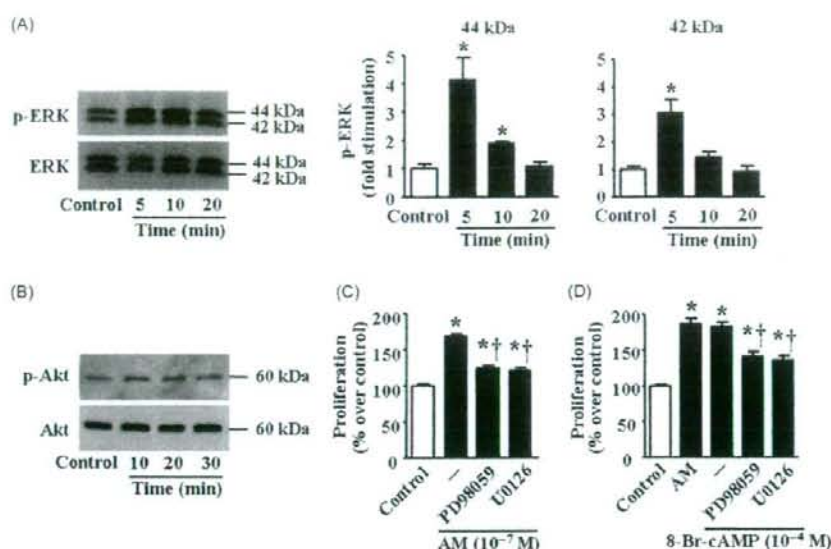 (A)
44 kDa
42 kDa
p-ERK
44 kDa
42 kDa
ERK
44 kDa
42 kDa
Control 5 10 20
Time (min)
p-ERK
(fold stimulation)
5
4
3
2
1
0
* *
Control 5 10 20
Time (min)
5
4
3
2
1
0
*
Control 5 10 20
Time (min)
(B)
p-Akt
60 kDa
Akt
60 kDa
Control 10 20 30
Time (min)
(C)
Proliferation
(% over control)
200
150
100
50
0
* *† *†
Control
—
PD98059
U0126
AM (10⁻⁷ M)
(D)
Proliferation
(% over control)
200
150
100
50
0
* * *† *†
Control
AM
—
PD98059
U0126
8-Br-cAMP (10⁻⁴ M)